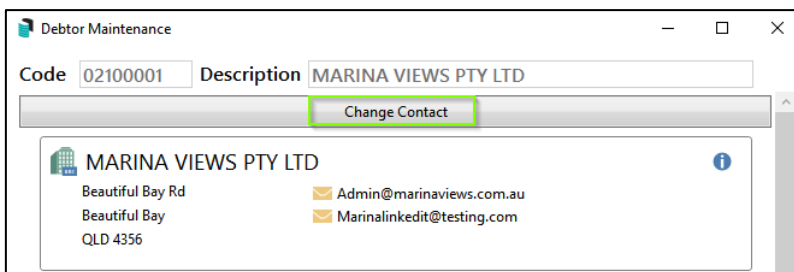 Debtor Maintenance
Code 02100001 Description MARINA VIEWS PTY LTD
Change Contact
MARINA VIEWS PTY LTD
Beautiful Bay Rd Admin@marinaviews.com.au
Beautiful Bay Marinalinkedit@testing.com
QLD 4356